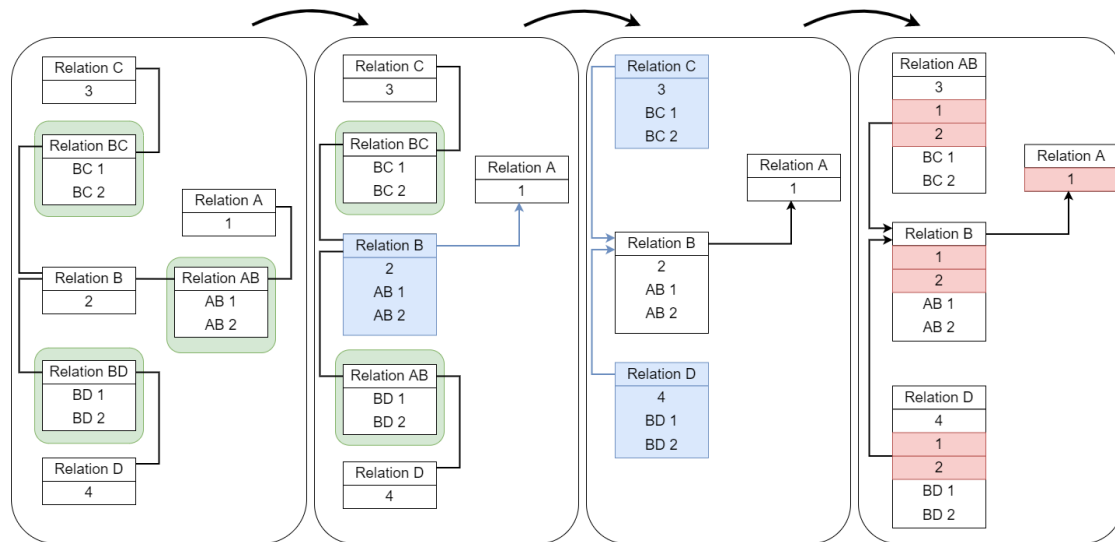 Relation C
3
Relation BC
BC 1
BC 2
Relation A
1
Relation B
2
Relation AB
AB 1
AB 2
Relation BD
BD 1
BD 2
Relation D
4
Relation C
3
Relation BC
BC 1
BC 2
Relation A
1
Relation B
2
AB 1
AB 2
Relation AB
BD 1
BD 2
Relation D
4
Relation C
3
BC 1
BC 2
Relation A
1
Relation B
2
AB 1
AB 2
Relation D
4
BD 1
BD 2
Relation AB
3
1
2
BC 1
BC 2
Relation A
1
Relation B
1
2
AB 1
AB 2
Relation D
4
1
2
BD 1
BD 2